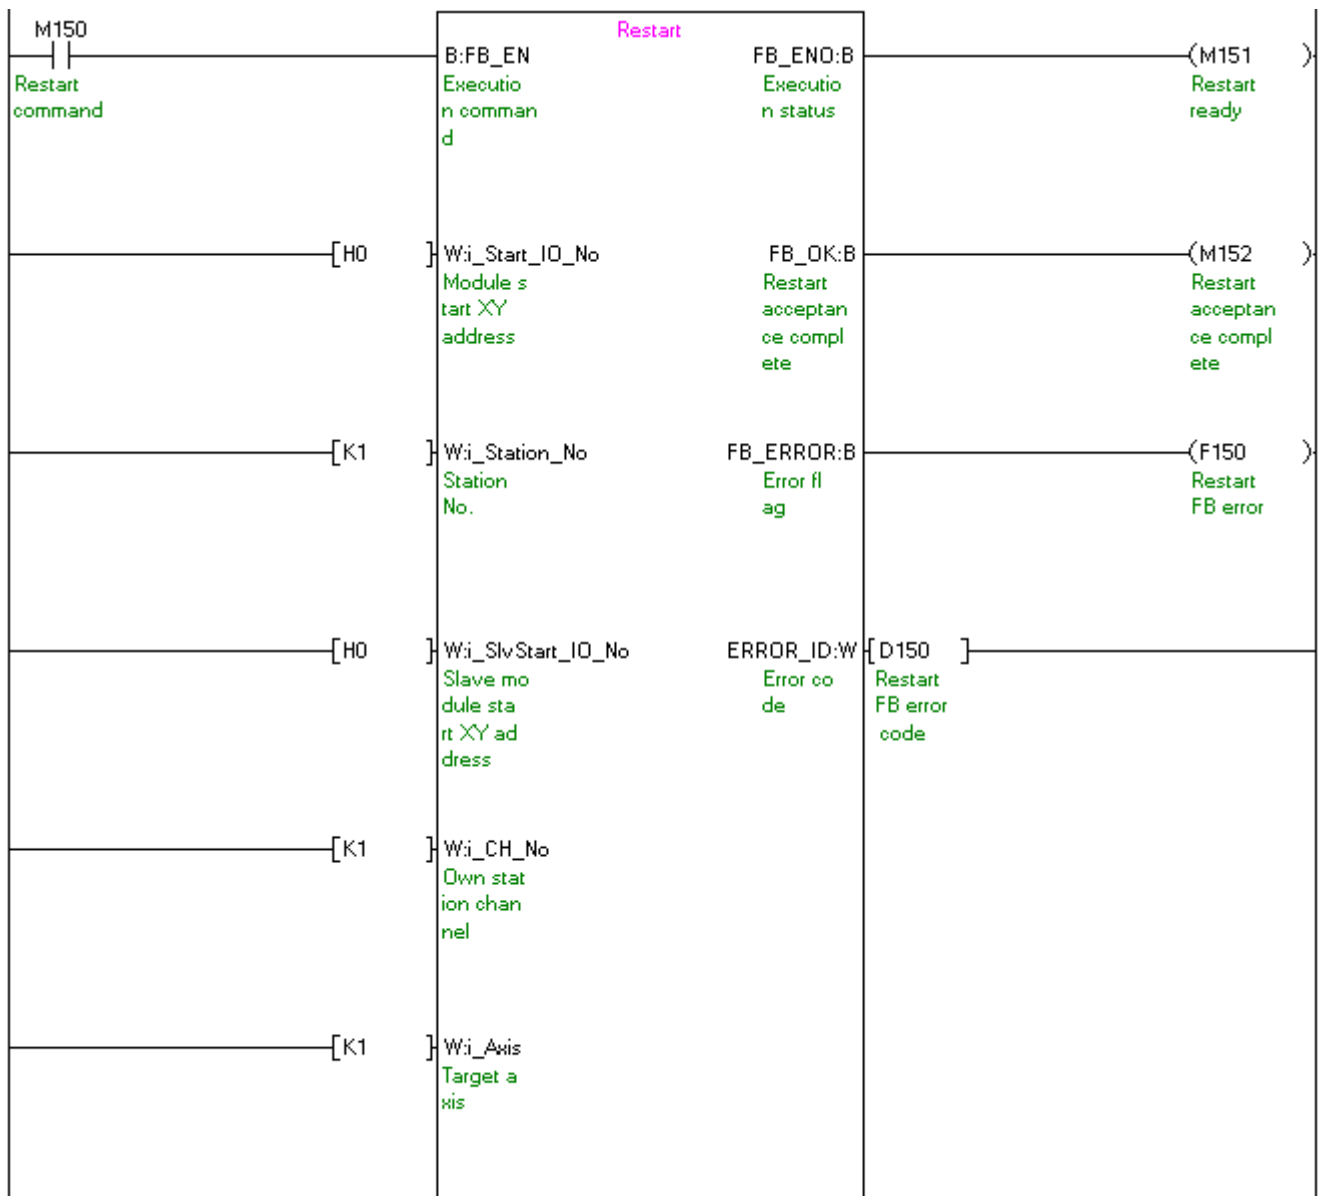 M150
Restart
B:FB_EN FB_ENO:B (M151 )
Restart Executio Executio Restart
command n comman n status ready
d
[H0 ] W:i_Start_IO_No FB_OK:B (M152 )
Module s Restart Restart
tart XY acceptan acceptan
address ce compl ce compl
ete ete
[K1 ] W:i_Station_No FB_ERROR:B (F150 )
Station Error fl Restart
No. ag FB error
[H0 ] W:i_SlvStart_IO_No ERROR_ID:W [D150 ]
Slave mo Error co Restart
dule sta de FB error
rt XY ad code
dress
[K1 ] W:i_CH_No
Own stat
ion chan
nel
[K1 ] W:i_Axis
Target a
xis